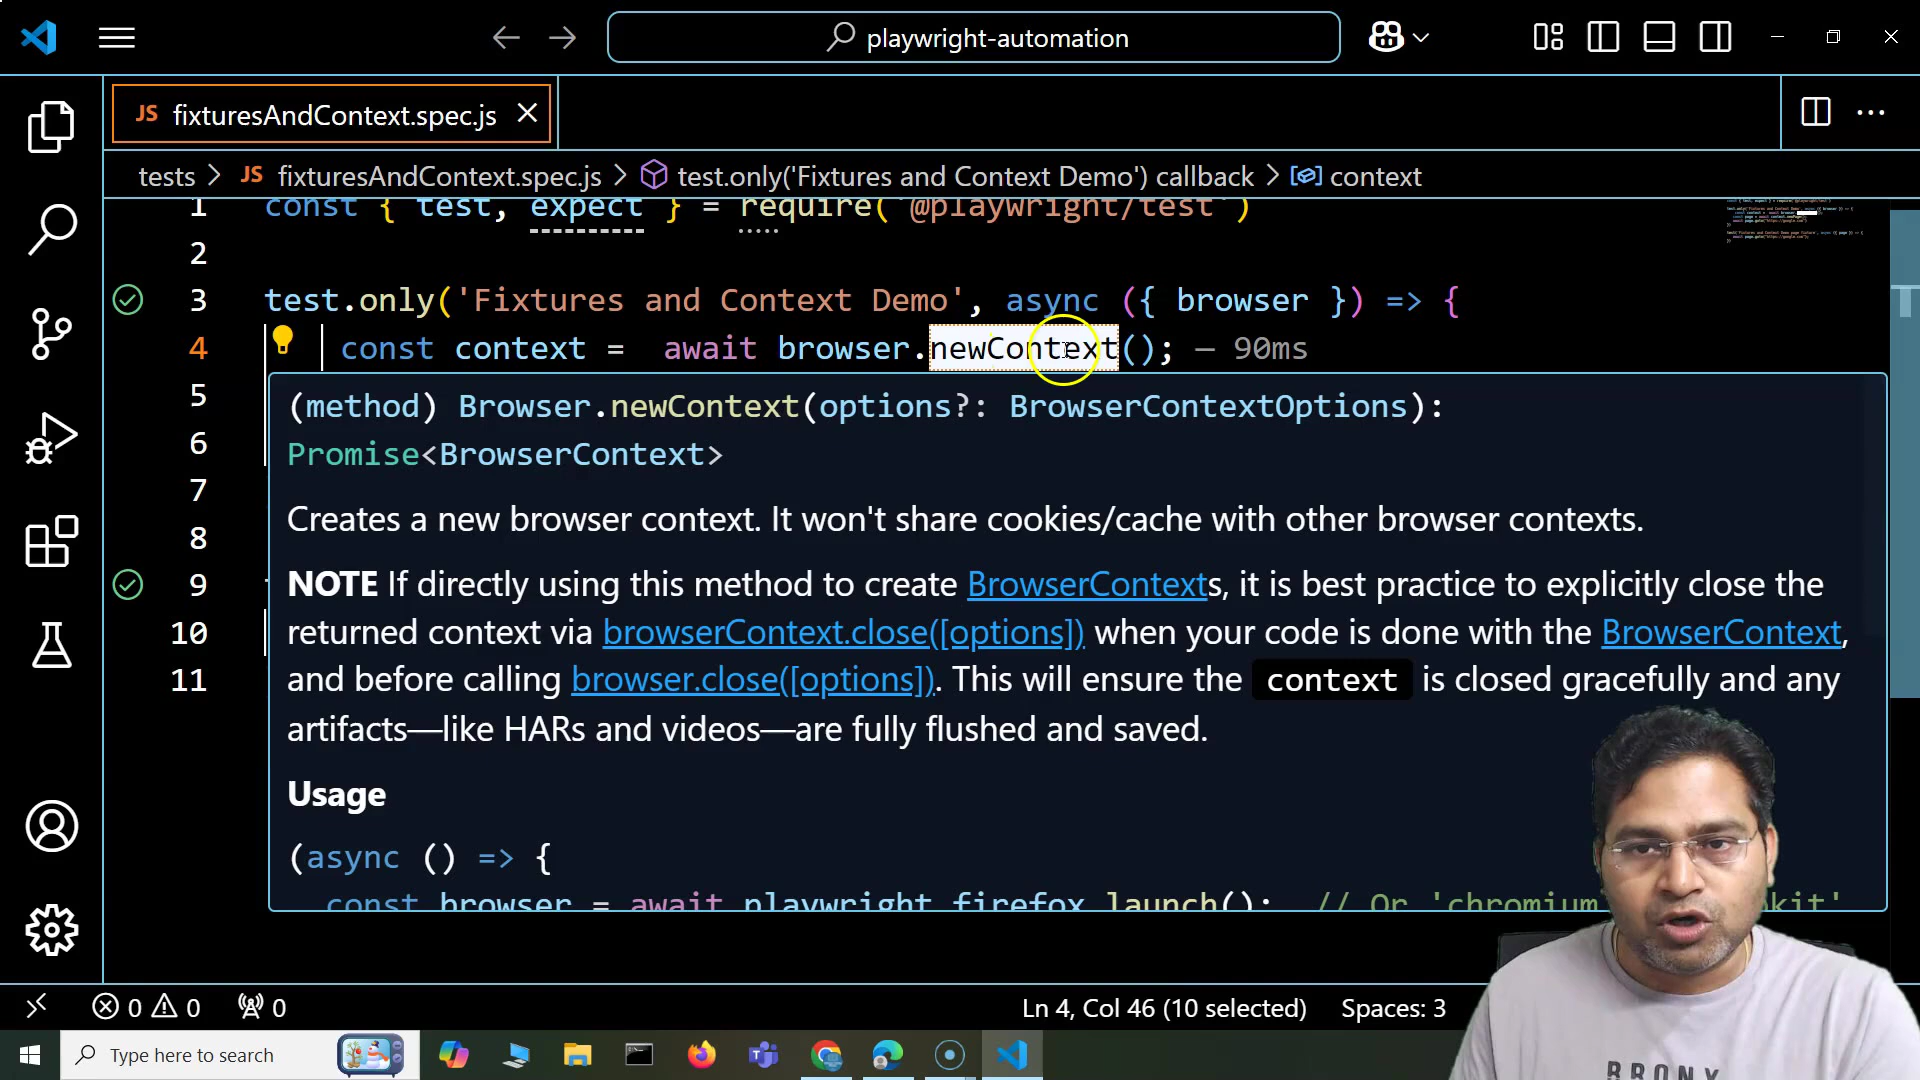 playwright-automation
JS fixturesAndContext.spec.js
tests > JS fixturesAndContext.spec.js > test.only('Fixtures and Context Demo') callback > context
1 const { test, expect } = require('@playwright/test')
2
3 test.only('Fixtures and Context Demo', async ({ browser }) => {
4 const context = await browser.newContext(); — 90ms
5
6
7
8
9
10
11
(method) Browser.newContext(options?: BrowserContextOptions):
Promise<BrowserContext>
Creates a new browser context. It won't share cookies/cache with other browser contexts.
NOTE If directly using this method to create BrowserContexts, it is best practice to explicitly close the
returned context via browserContext.close([options]) when your code is done with the BrowserContext,
and before calling browser.close([options]). This will ensure the context is closed gracefully and any
artifacts—like HARs and videos—are fully flushed and saved.
Usage
(async () => {
const browser = await playwright.firefox.launch(); // Or 'chromium'
0 0 0
Ln 4, Col 46 (10 selected) Spaces: 3
Type here to search
BRONX